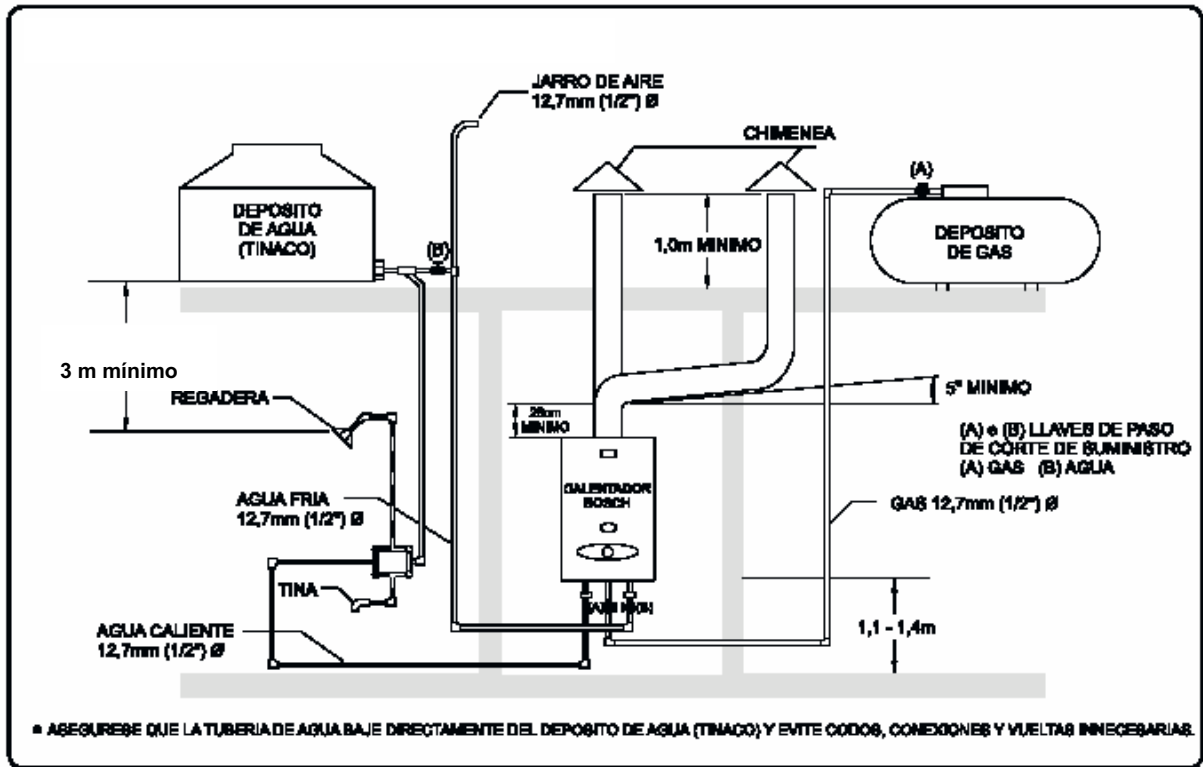 JARRO DE AIRE
12,7mm (1/2") Ø
CHIMENEA
(A)
DEPOSITO
DE AGUA
(TINACO)
(B)
1,0m MINIMO
DEPOSITO
DE GAS
3 m mínimo
REGADERA
MINIMO
5° MINIMO
(A) e (B) LLAVES DE PASO
DE CORTE DE SUMINISTRO
(A) GAS (B) AGUA
CALENTADOR
BOSCH
AGUA FRIA
12,7mm (1/2") Ø
GAS 12,7mm (1/2") Ø
TINA
AGUA CALIENTE
12,7mm (1/2") Ø
1,1 - 1,4m
* ASEGURESE QUE LA TUBERIA DE AGUA BAJE DIRECTAMENTE DEL DEPOSITO DE AGUA (TINACO) Y EVITE CODOS, CONEXIONES Y VUELTAS INNECESARIAS.